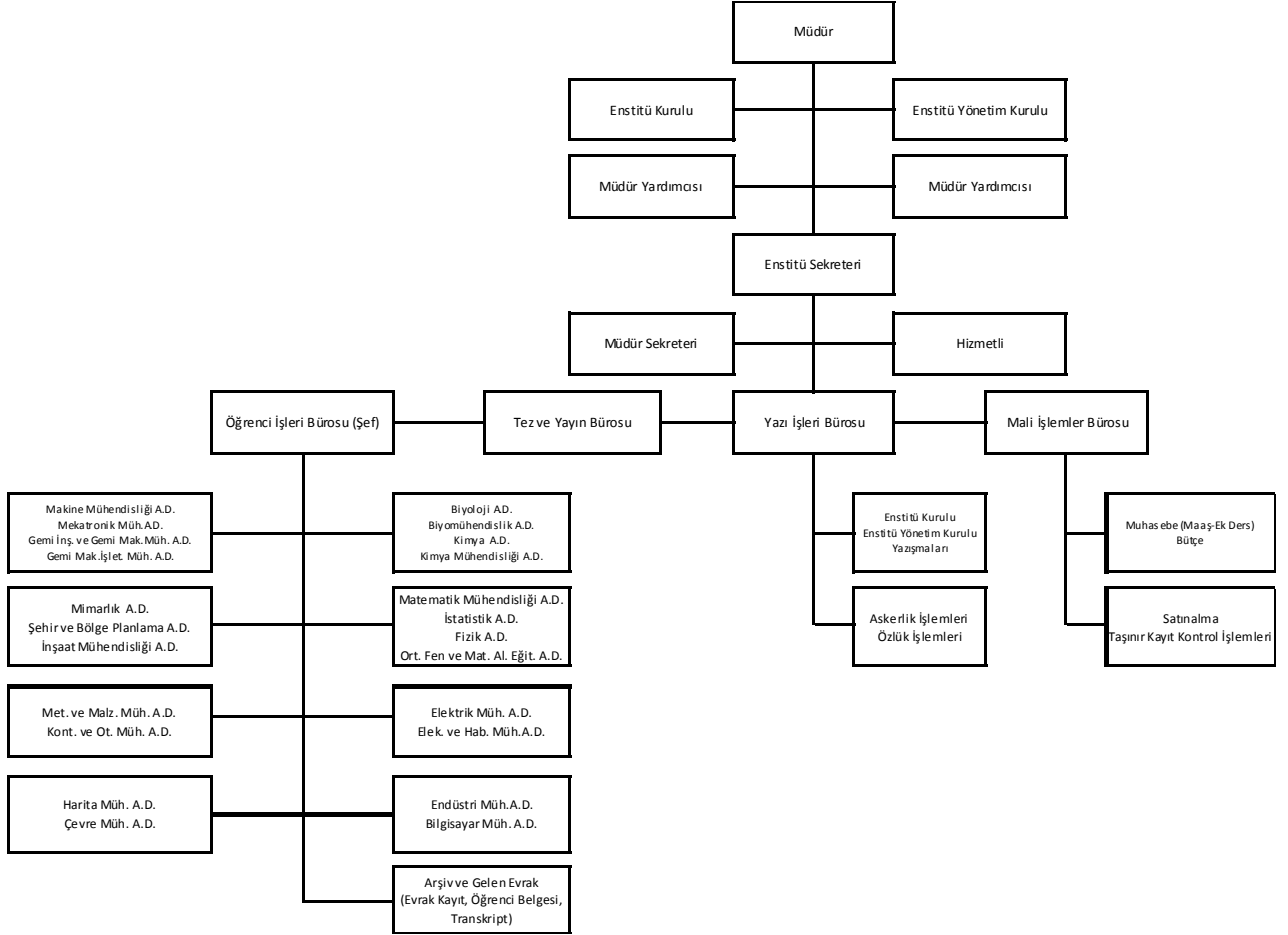 Müdür
Enstitü Kurulu
Enstitü Yönetim Kurulu
Müdür Yardımcısı
Müdür Yardımcısı
Enstitü Sekreteri
Müdür Sekreteri
Hizmetli
Öğrenci İşleri Bürosu (Şef)
Tez ve Yayın Bürosu
Yazı İşleri Bürosu
Mali İşlemler Bürosu
Makine Mühendisliği A.D.
Mekatronik Müh.A.D.
Gemi İnş. ve Gemi Mak.Müh. A.D.
Gemi Mak.İşlet. Müh. A.D.
Biyoloji A.D.
Biyomühendislik A.D.
Kimya A.D.
Kimya Mühendisliği A.D.
Enstitü Kurulu
Enstitü Yönetim Kurulu
Yazışmaları
Muhasebe (Maaş-Ek Ders)
Bütçe
Mimarlık A.D.
Şehir ve Bölge Planlama A.D.
İnşaat Mühendisliği A.D.
Matematik Mühendisliği A.D.
İstatistik A.D.
Fizik A.D.
Ort. Fen ve Mat. Al. Eğit. A.D.
Askerlik İşlemleri
Özlük İşlemleri
Satınalma
Taşınır Kayıt Kontrol İşlemleri
Met. ve Malz. Müh. A.D.
Kont. ve Ot. Müh. A.D.
Elektrik Müh. A.D.
Elek. ve Hab. Müh.A.D.
Harita Müh. A.D.
Çevre Müh. A.D.
Endüstri Müh.A.D.
Bilgisayar Müh. A.D.
Arşiv ve Gelen Evrak
(Evrak Kayıt, Öğrenci Belgesi,
Transkript)